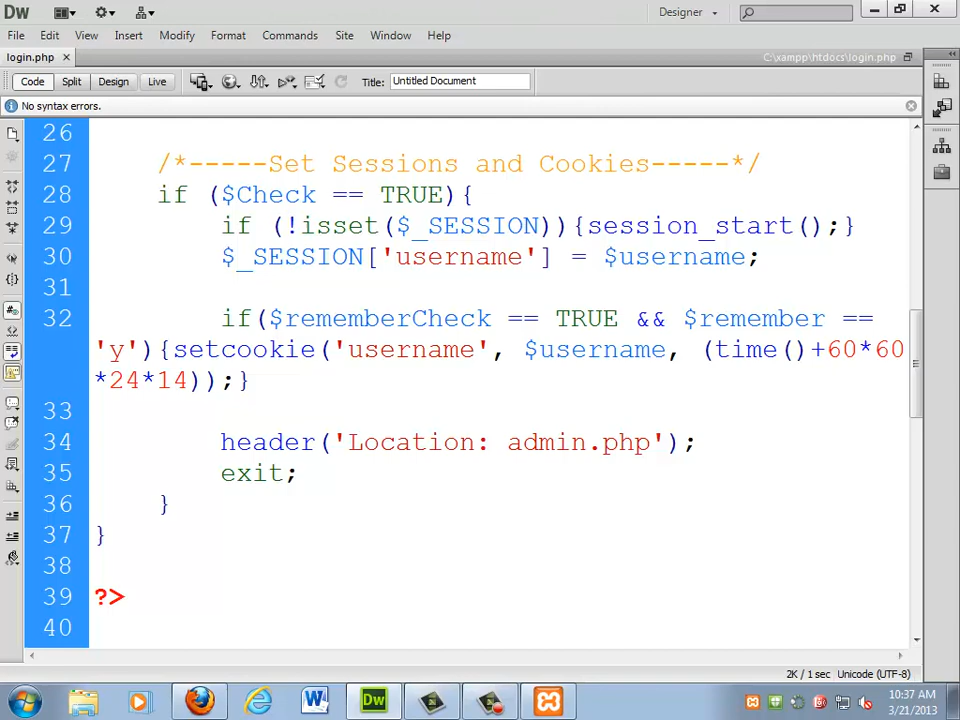 Dw
Designer
File Edit View Insert Modify Format Commands Site Window Help
login.php
C:\xampp\htdocs\login.php
Code Split Design Live Title: Untitled Document
No syntax errors.
26
27 /*-----Set Sessions and Cookies-----*/
28 if ($Check == TRUE){
29 if (!isset($_SESSION)){session_start();}
30 $_SESSION['username'] = $username;
31
32 if($rememberCheck == TRUE && $remember ==
'y'){setcookie('username', $username, (time()+60*60
*24*14));}
33
34 header('Location: admin.php');
35 exit;
36 }
37 }
38
39 ?>
40
2K / 1 sec Unicode (UTF-8)
Dw
10:37 AM
3/21/2013